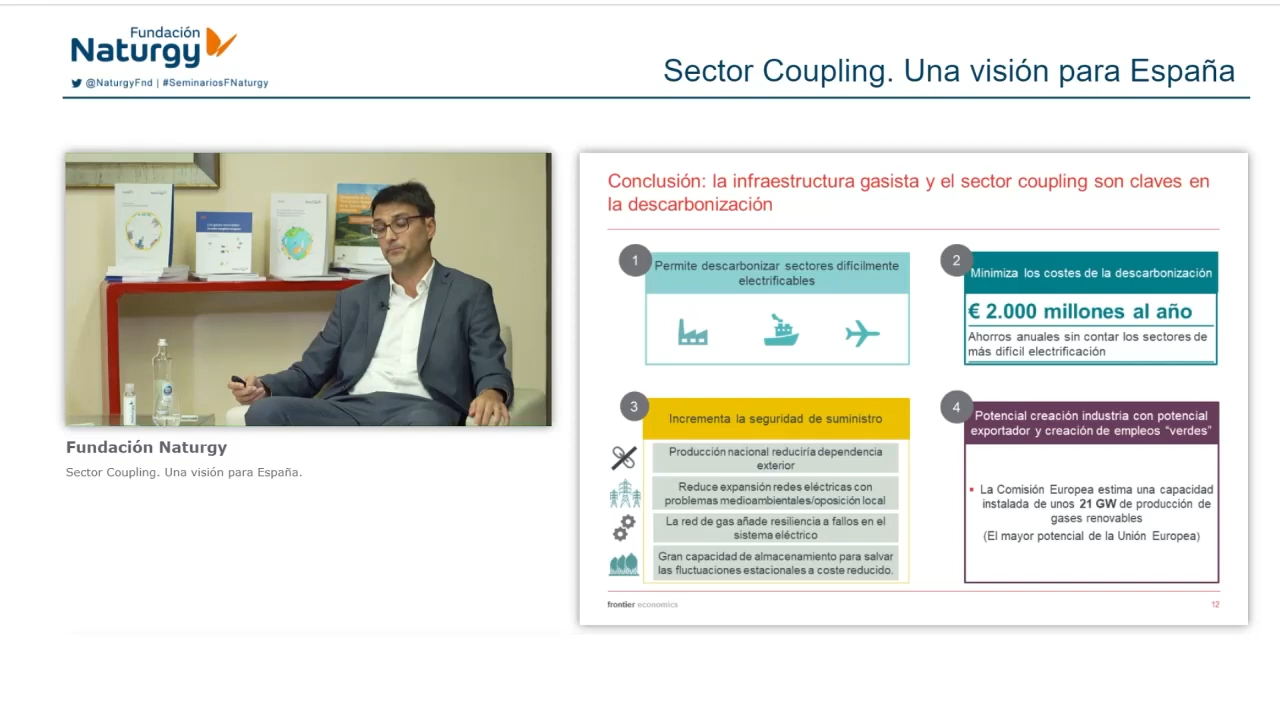 Fundación
Naturgy
@NaturgyFnd | #SeminariosFNaturgy
Sector Coupling. Una visión para España
Fundación Naturgy
Sector Coupling. Una visión para España.
Conclusión: la infraestructura gasista y el sector coupling son claves en
la descarbonización
1
Permite descarbonizar sectores difícilmente
electrificables
2
Minimiza los costes de la descarbonización
€ 2.000 millones al año
Ahorros anuales sin contar los sectores de
más difícil electrificación
3
Incrementa la seguridad de suministro
Producción nacional reduciría dependencia
exterior
Reduce expansión redes eléctricas con
problemas medioambientales/oposición local
La red de gas añade resiliencia a fallos en el
sistema eléctrico
Gran capacidad de almacenamiento para salvar
las fluctuaciones estacionales a coste reducido.
4
Potencial creación industria con potencial
exportador y creación de empleos “verdes”
La Comisión Europea estima una capacidad
instalada de unos 21 GW de producción de
gases renovables
(El mayor potencial de la Unión Europea)
frontier economics
12